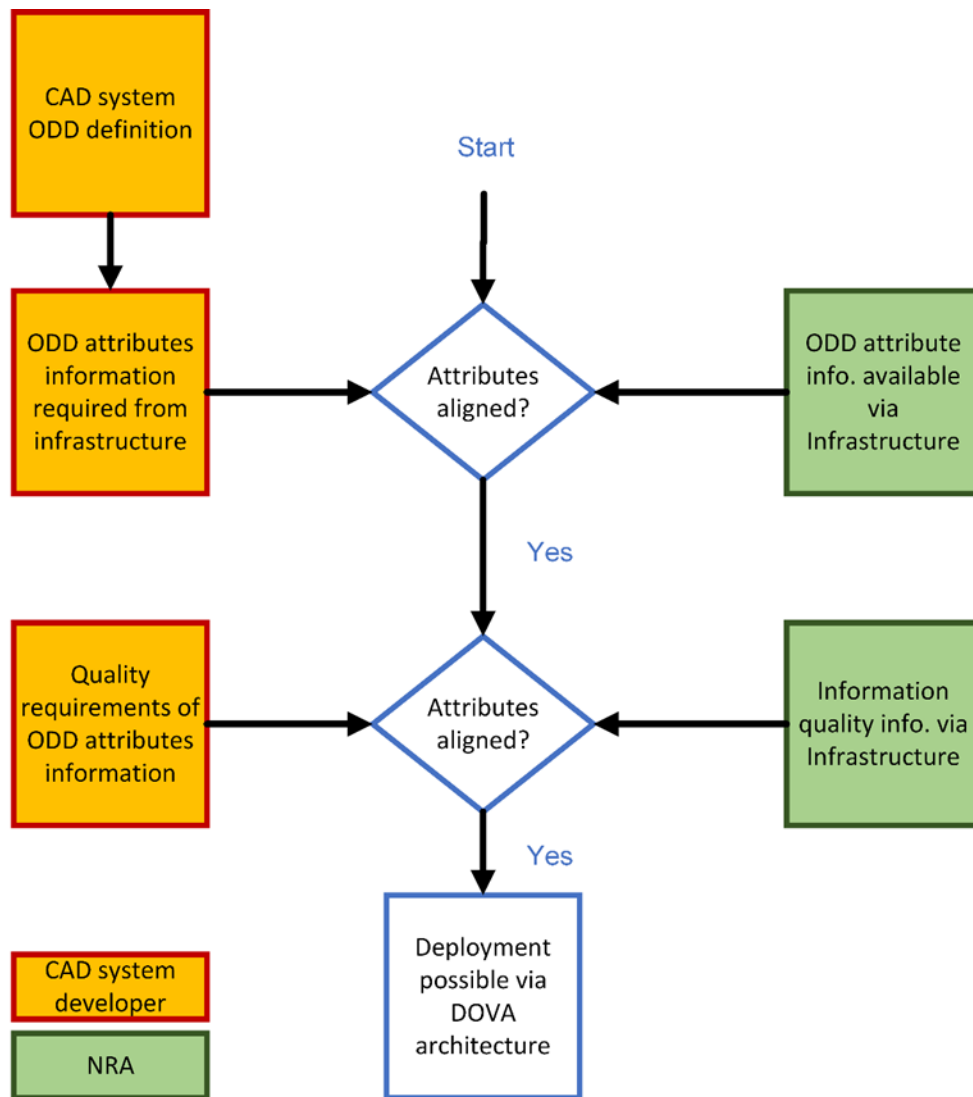 CAD system
ODD definition
Start
ODD attributes
information
required from
infrastructure
Attributes
aligned?
ODD attribute
info. available
via
Infrastructure
Yes
Quality
requirements of
ODD attributes
information
Attributes
aligned?
Information
quality info. via
Infrastructure
Yes
Deployment
possible via
DOVA
architecture
CAD system
developer
NRA